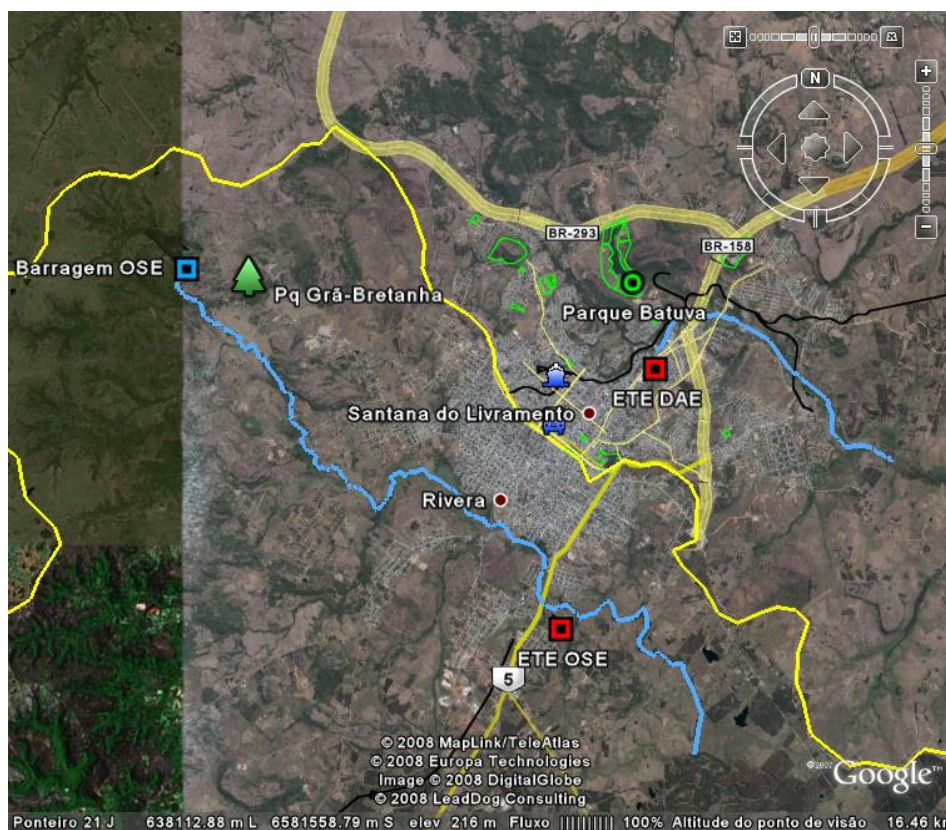 N
BR-293
BR-158
Barragem OSE
Pq Grã-Bretanha
Parque Batuva
ETE DAE
Santana do Livramento
Rivera
ETE OSE
5
© 2008 MapLink/TeleAtlas
© 2008 Europa Technologies
Image © 2008 DigitalGlobe
© 2008 LeadDog Consulting
©2007 Google™
Ponteiro 21 J 638112.88 m L 6581558.79 m S elev 216 m Fluxo 100% Altitude do ponto de visão 16.46 km